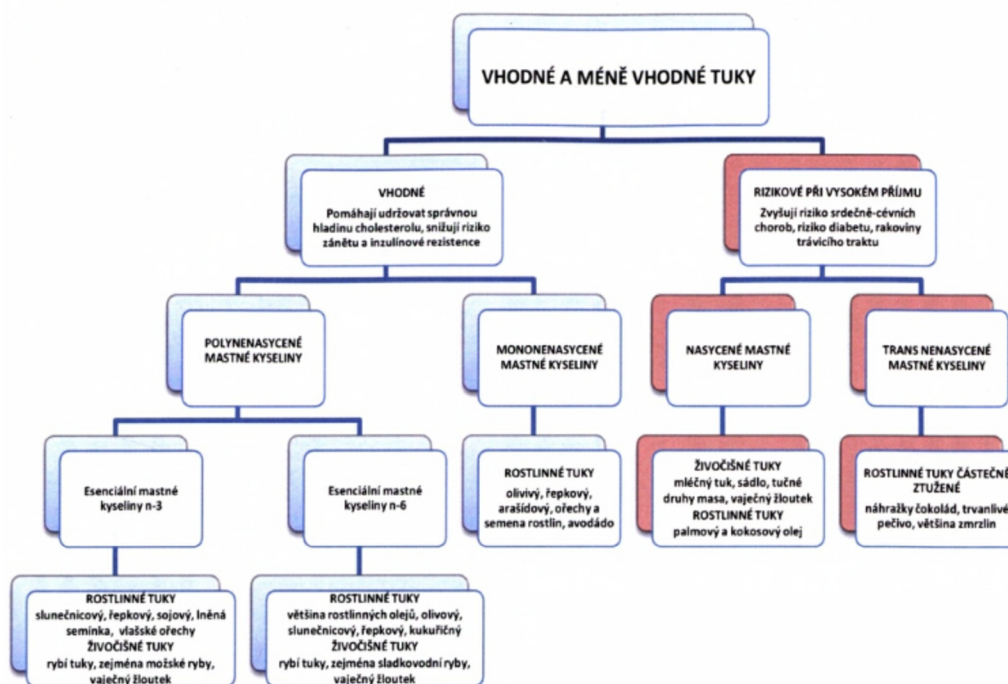 VHODNÉ A MÉNĚ VHODNÉ TUKY
VHODNÉ
Pomáhají udržovat správnou
hladinu cholesterolu, snižují riziko
zánětu a inzulínové rezistence
RIZIKOVÉ PŘI VYSOKÉM PŘÍJMU
Zvyšují riziko srdečně-cévních
chorob, riziko diabetu, rakoviny
trávicího traktu
POLYNENASYCENÉ
MASTNÉ KYSELINY
MONONENASYCENÉ
MASTNÉ KYSELINY
NASYCENÉ MASTNÉ
KYSELINY
TRANS NENASYCENÉ
MASTNÉ KYSELINY
Esenciální mastné
kyseliny n-3
Esenciální mastné
kyseliny n-6
ROSTLINNÉ TUKY
olivivý, řepkový,
arašídový, ořechy a
semena rostlin, avodádo
ŽIVOČIŠNÉ TUKY
mléčný tuk, sádlo, tučné
druhy masa, vaječný žloutek
ROSTLINNÉ TUKY
palmový a kokosový olej
ROSTLINNÉ TUKY ČÁSTEČNĚ
ZTUŽENÉ
náhražky čokolád, trvanlivé
pečivo, většina zmrzlin
ROSTLINNÉ TUKY
slunečnicový, řepkový, sojový, lněná
semínka, vlašské ořechy
ŽIVOČIŠNÉ TUKY
rybí tuky, zejména možské ryby,
vaječný žloutek
ROSTLINNÉ TUKY
většina rostlinných olejů, olivový,
slunečnicový, řepkový, kukuřičný
ŽIVOČIŠNÉ TUKY
rybí tuky, zejména sladkovodní ryby,
vaječný žloutek